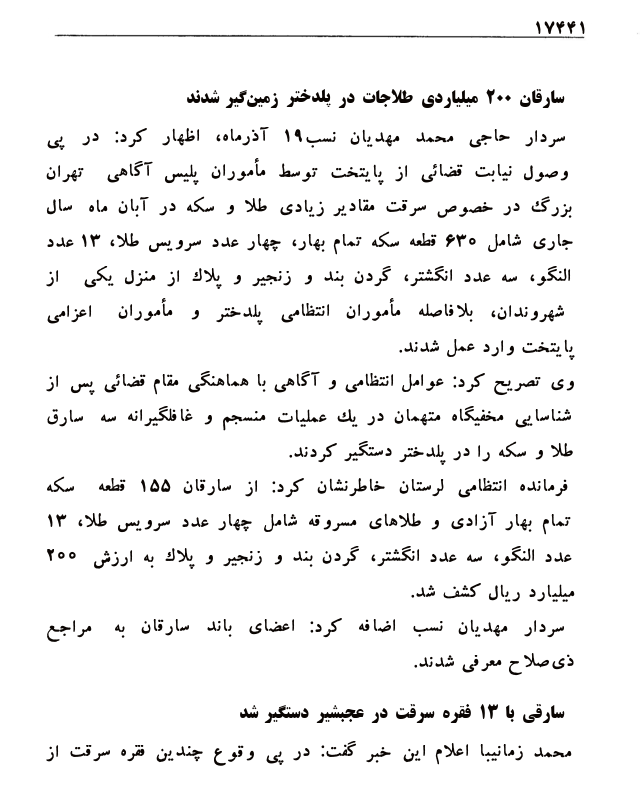 ۱۷۴۴۱
سارقان ۲۰۰ میلیاردی طلاجات در پلدختر زمین‌گیر شدند
سردار حاجی محمد مهدیان نسب۱۹ آذرماه، اظهار کرد: در پی
وصول نیابت قضائی از پایتخت توسط مأموران پلیس آگاهی تهران
بزرگ در خصوص سرقت مقادیر زیادی طلا و سکه در آبان ماه سال
جاری شامل ۶۳۰ قطعه سکه تمام بهار، چهار عدد سرویس طلا، ۱۳ عدد
النگو، سه عدد انگشتر، گردن بند و زنجیر و پلاک از منزل یکی از
شهروندان، بلافاصله مأموران انتظامی پلدختر و مأموران اعزامی
پایتخت وارد عمل شدند.
وی تصریح کرد: عوامل انتظامی و آگاهی با هماهنگی مقام قضائی پس از
شناسایی مخفیگاه متهمان در یک عملیات منسجم و غافلگیرانه سه سارق
طلا و سکه را در پلدختر دستگیر کردند.
فرمانده انتظامی لرستان خاطرنشان کرد: از سارقان ۱۵۵ قطعه سکه
تمام بهار آزادی و طلاهای مسروقه شامل چهار عدد سرویس طلا، ۱۳
عدد النگو، سه عدد انگشتر، گردن بند و زنجیر و پلاک به ارزش ۲۰۰
میلیارد ریال کشف شد.
سردار مهدیان نسب اضافه کرد: اعضای باند سارقان به مراجع
ذی‌صلاح معرفی شدند.
سارقی با ۱۳ فقره سرقت در عجبشیر دستگیر شد
محمد زمانیبا اعلام این خبر گفت: در پی وقوع چندین فقره سرقت از